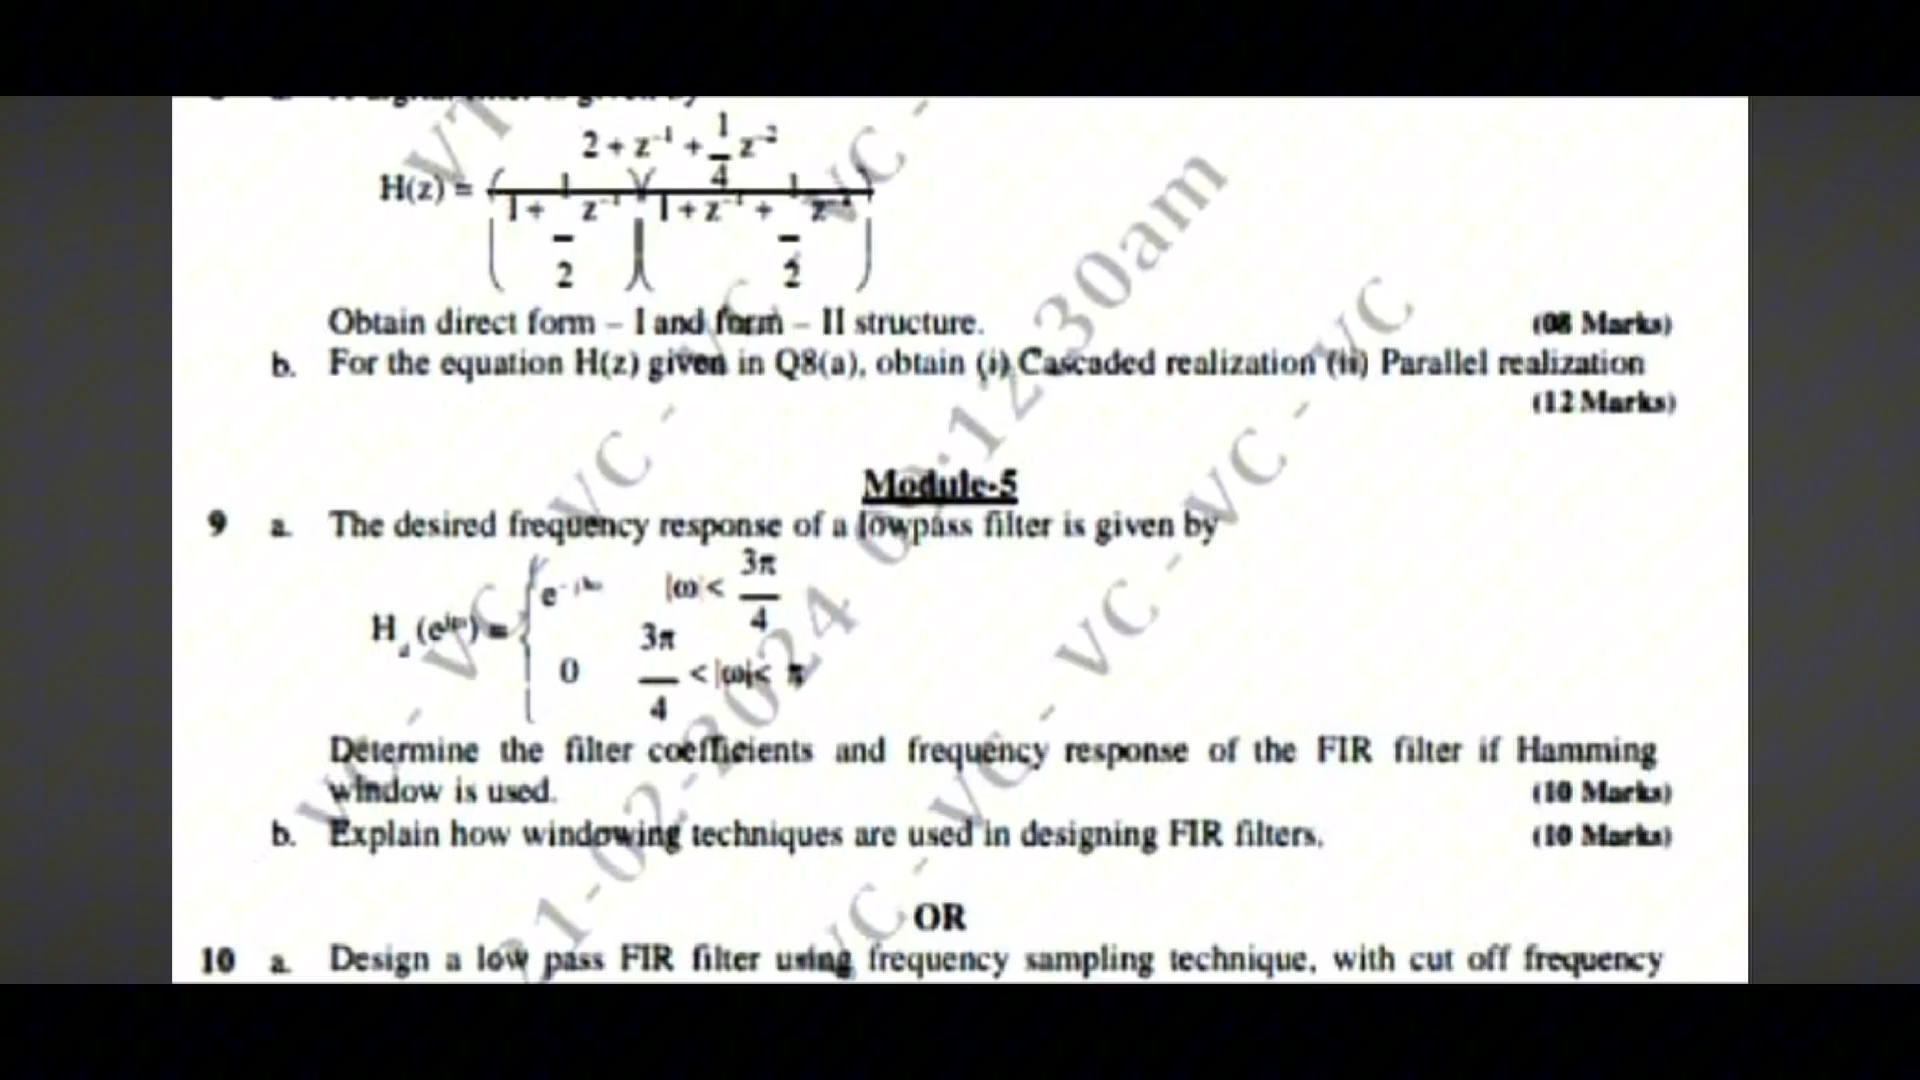 H(z) = (2 + z⁻¹ + 1/4 z⁻²) / ((1 + 1/2 z⁻¹)(1 + z⁻¹ + 1/2 z⁻²))
Obtain direct form – I and form – II structure. (08 Marks)
b. For the equation H(z) given in Q8(a), obtain (i) Cascaded realization (ii) Parallel realization
(12 Marks)
Module-5
9 a. The desired frequency response of a lowpass filter is given by
H_d(e^{jω}) = { e |ω| < 3π/4
0 3π/4 < |ω| < π
Determine the filter coefficients and frequency response of the FIR filter if Hamming
window is used. (10 Marks)
b. Explain how windowing techniques are used in designing FIR filters. (10 Marks)
OR
10 a. Design a low pass FIR filter using frequency sampling technique, with cut off frequency